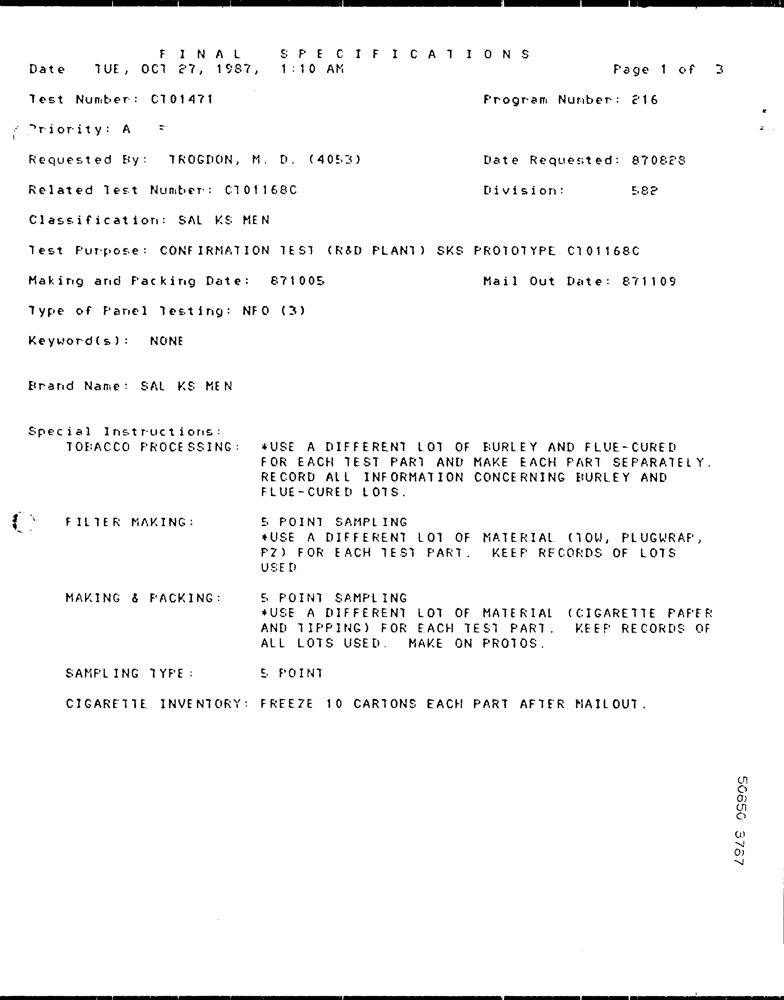 F I N A L   S P E C I F I C A T I O N S
Date   TUE, OCT 27, 1987,   1:10 AM   Page 1 of 3
Test Number: CT01471   Program Number: 216
Priority: A   =
Requested By:  TROGDON, M. D. (4053)   Date Requested: 870828
Related Test Number: CT01168C   Division:   582
Classification: SAL KS MEN
Test Purpose: CONFIRMATION TEST (R&D PLANT) SKS PROTOTYPE CT01168C
Making and Packing Date:  871005   Mail Out Date: 871109
Type of Panel Testing: NFO (3)
Keyword(s):  NONE
Brand Name: SAL KS MEN
Special Instructions:
TOBACCO PROCESSING:  *USE A DIFFERENT LOT OF BURLEY AND FLUE-CURED
FOR EACH TEST PART AND MAKE EACH PART SEPARATELY.
RECORD ALL INFORMATION CONCERNING BURLEY AND
FLUE-CURED LOTS.
FILTER MAKING:   5 POINT SAMPLING
*USE A DIFFERENT LOT OF MATERIAL (TOW, PLUGWRAP,
PZ) FOR EACH TEST PART.  KEEP RECORDS OF LOTS
USED
MAKING & PACKING:   5 POINT SAMPLING
*USE A DIFFERENT LOT OF MATERIAL (CIGARETTE PAPER
AND TIPPING) FOR EACH TEST PART.  KEEP RECORDS OF
ALL LOTS USED.  MAKE ON PROTOS.
SAMPLING TYPE:   5 POINT
CIGARETTE INVENTORY: FREEZE 10 CARTONS EACH PART AFTER MAILOUT.
50650 3767